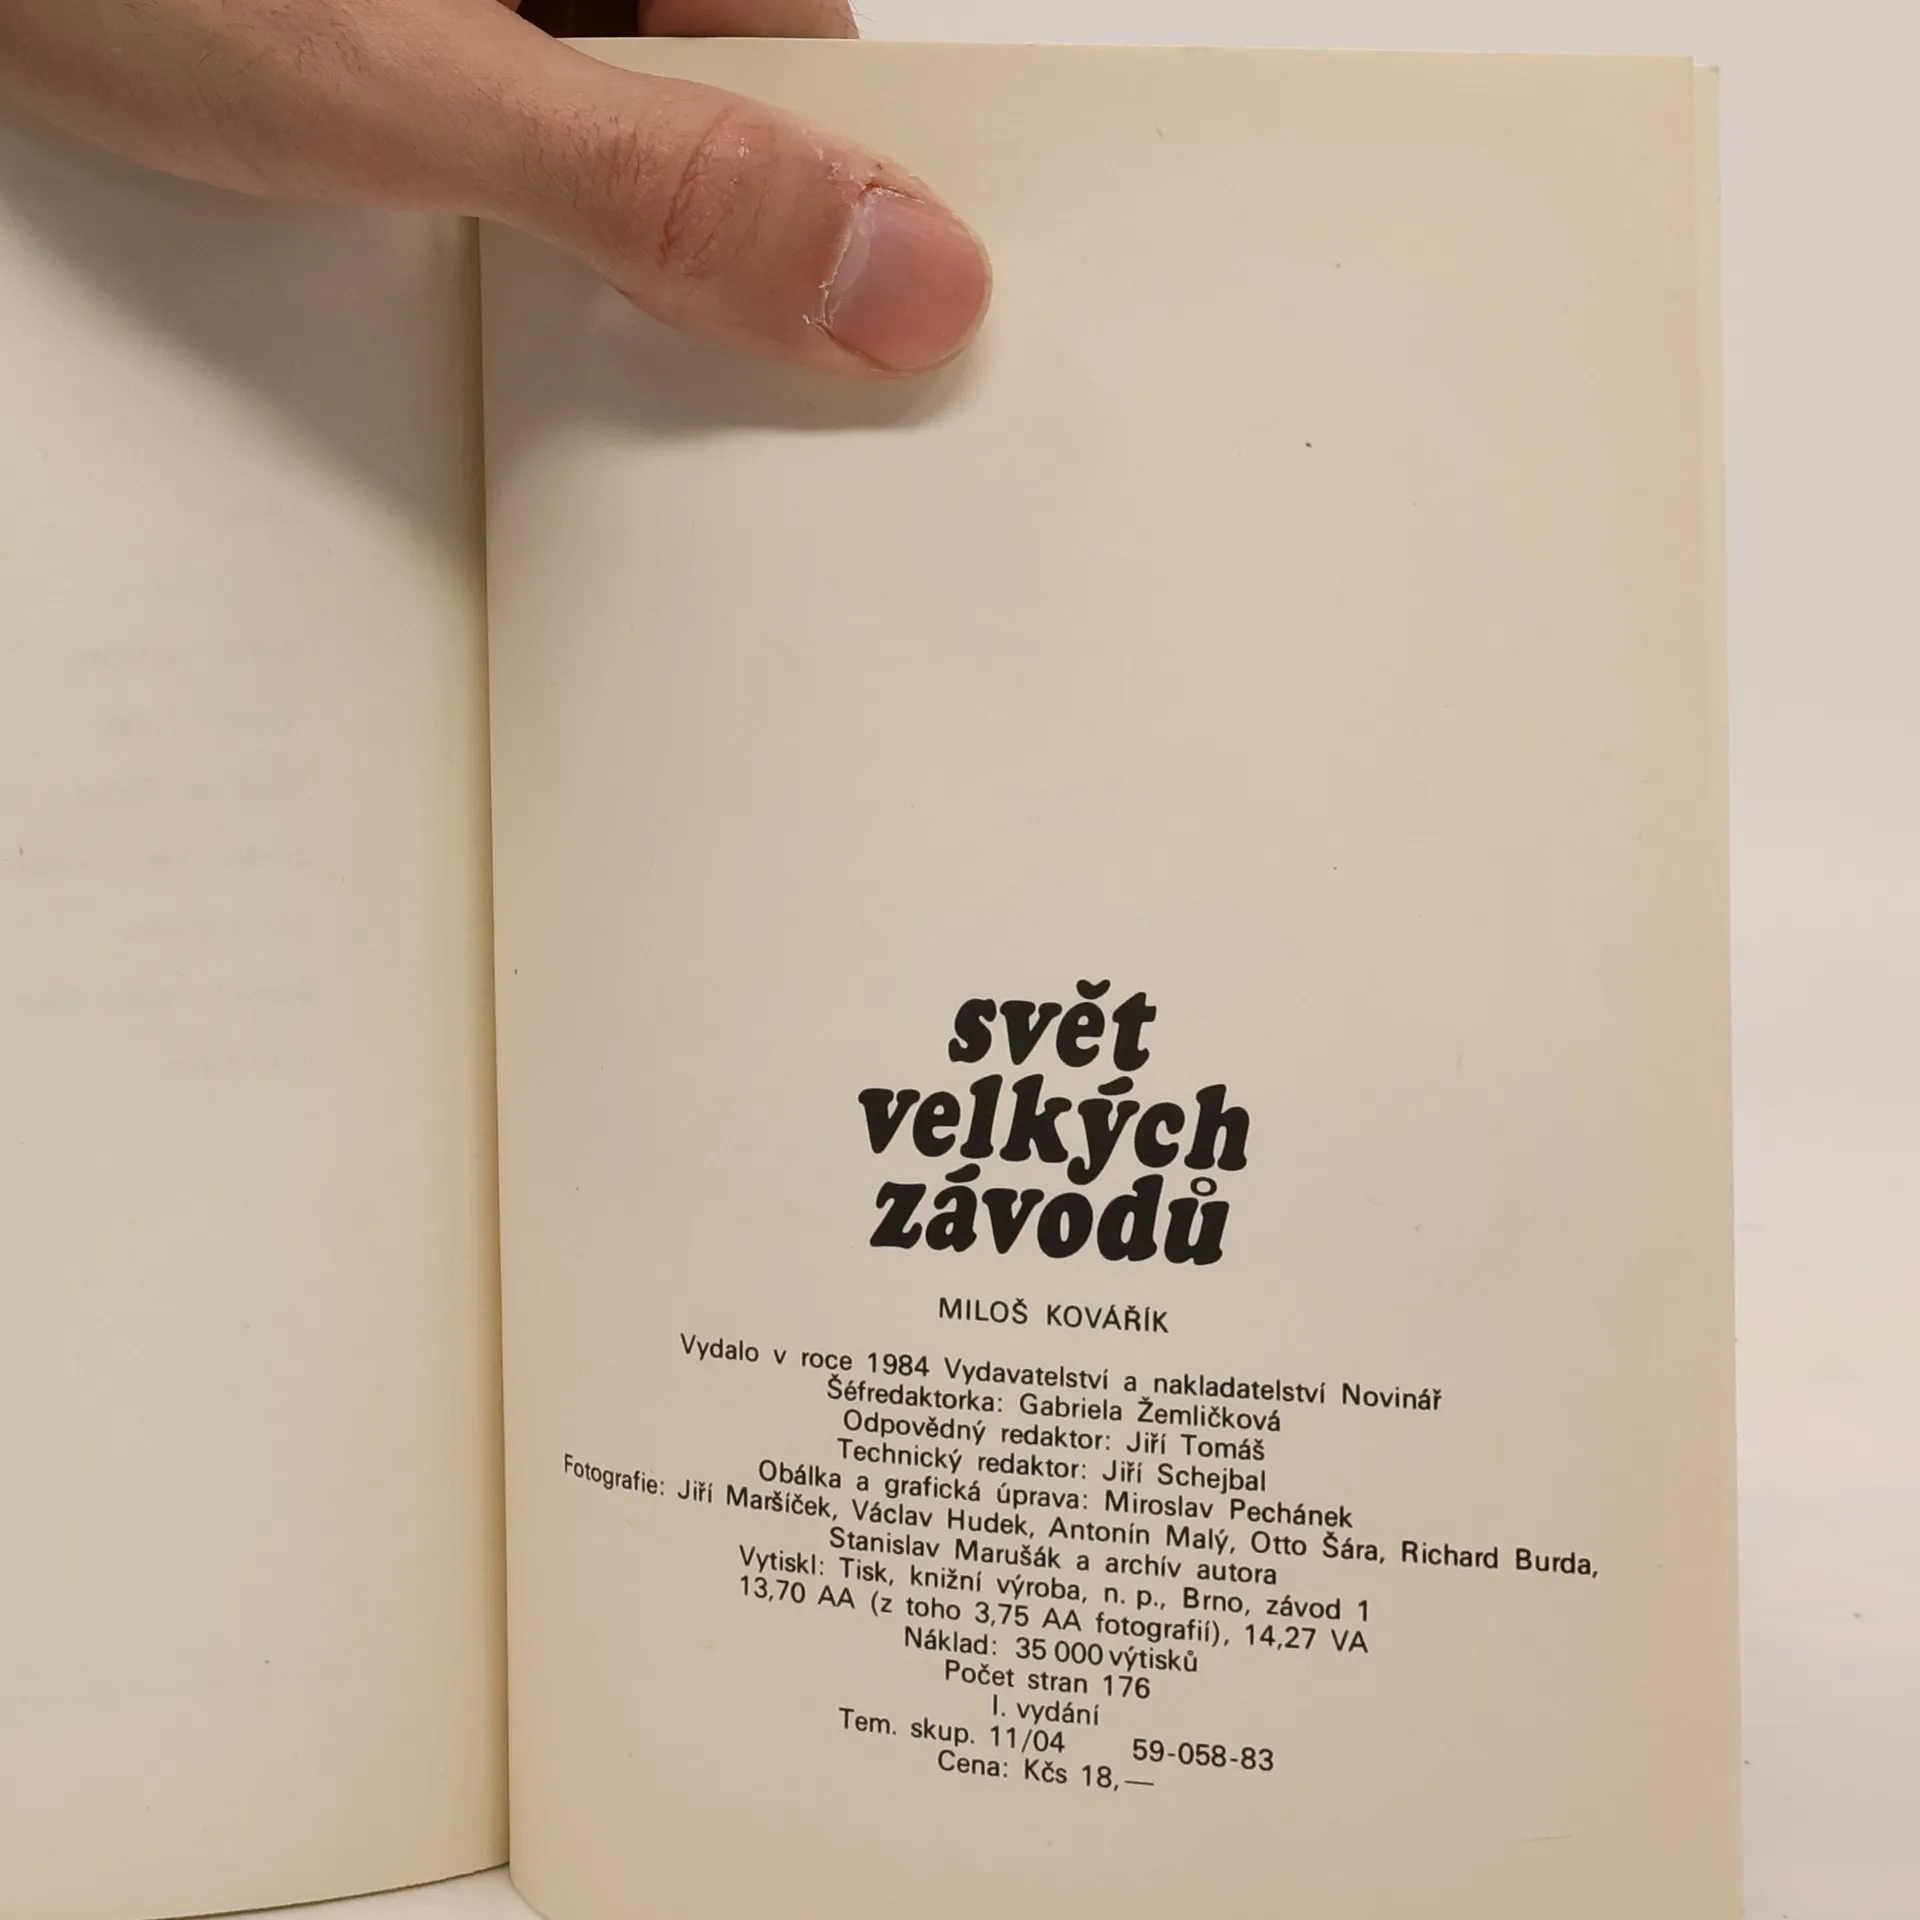 svět
velkých
závodů
MILOŠ KOVÁŘÍK
Vydalo v roce 1984 Vydavatelství a nakladatelství Novinář
Šéfredaktorka: Gabriela Žemličková
Odpovědný redaktor: Jiří Tomáš
Technický redaktor: Jiří Schejbal
Obálka a grafická úprava: Miroslav Pechánek
Fotografie: Jiří Maršíček, Václav Hudek, Antonín Malý, Otto Šára, Richard Burda,
Stanislav Marušák a archív autora
Vytiskl: Tisk, knižní výroba, n. p., Brno, závod 1
13,70 AA (z toho 3,75 AA fotografií), 14,27 VA
Náklad: 35 000 výtisků
Počet stran 176
I. vydání
Tem. skup. 11/04 59-058-83
Cena: Kčs 18,—